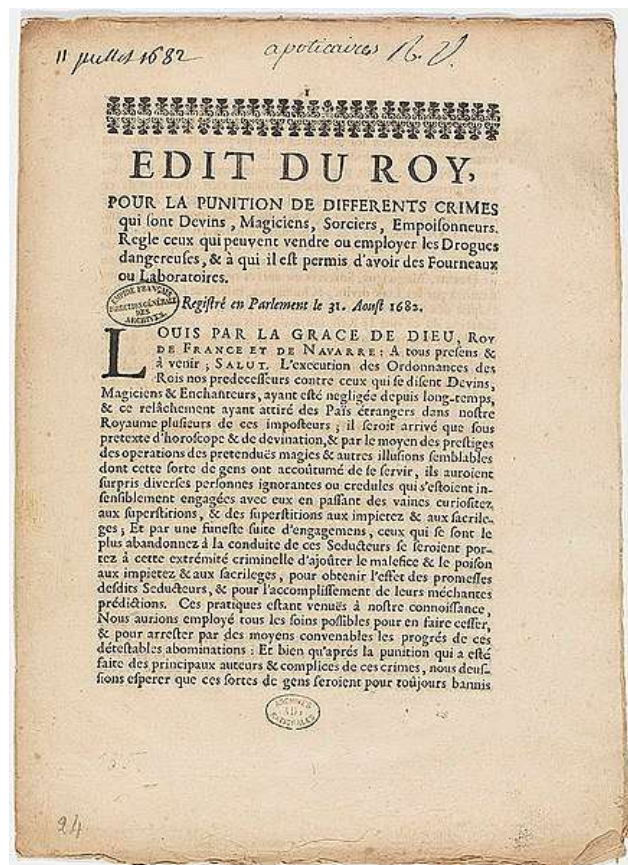 11 juillet 1682
apoticaires R. V.
1
EDIT DU ROY,
POUR LA PUNITION DE DIFFERENTS CRIMES
qui ſont Devins, Magiciens, Sorciers, Empoiſonneurs.
Regle ceux qui peuvent vendre ou employer les Drogues
dangereuſes, & à qui il eſt permis d'avoir des Fourneaux
ou Laboratoires.
EMPIRE FRANÇAIS
DIRECTION GÉNÉRALE
DES
ARCHIVES.
Regiſtré en Parlement le 31. Aouſt 1682.
LOUIS PAR LA GRACE DE DIEU, ROY
DE FRANCE ET DE NAVARRE: A tous preſens &
à venir; SALUT. L'execution des Ordonnances des
Rois nos predeceſſeurs contre ceux qui ſe diſent Devins,
Magiciens & Enchanteurs, ayant eſté negligée depuis long-temps,
& ce relâchement ayant attiré des Païs étrangers dans noſtre
Royaume pluſieurs de ces impoſteurs; il ſeroit arrivé que ſous
pretexte d'horoſcope & de devination, & par le moyen des preſtiges
des operations des pretenduës magies & autres illuſions ſemblables
dont cette ſorte de gens ont accoûtumé de ſe ſervir, ils auroient
ſurpris diverſes perſonnes ignorantes ou credules qui s'eſtoient in-
ſenſiblement engagées avec eux en paſſant des vaines curioſitez
aux ſuperſtitions, & des ſuperſtitions aux impietez & aux ſacrile-
ges; Et par une funeſte ſuite d'engagemens, ceux qui ſe ſont le
plus abandonnez à la conduite de ces Seducteurs ſe ſeroient por-
tez à cette extrémité criminelle d'ajoûter le malefice & le poiſon
aux impietez & aux ſacrileges, pour obtenir l'effet des promeſſes
deſdits Seducteurs, & pour l'accompliſſement de leurs méchantes
prédictions. Ces pratiques eſtant venuës à noſtre connoiſſance,
Nous aurions employé tous les ſoins poſſibles pour en faire ceſſer,
& pour arreſter par des moyens convenables les progrés de ces
déteſtables abominations: Et bien qu'aprés la punition qui a eſté
faite des principaux auteurs & complices de ces crimes, nous deuſ-
ſions eſperer que ces ſortes de gens ſeroient pour toûjours bannis
ARCHIVES
NATIONALES
24